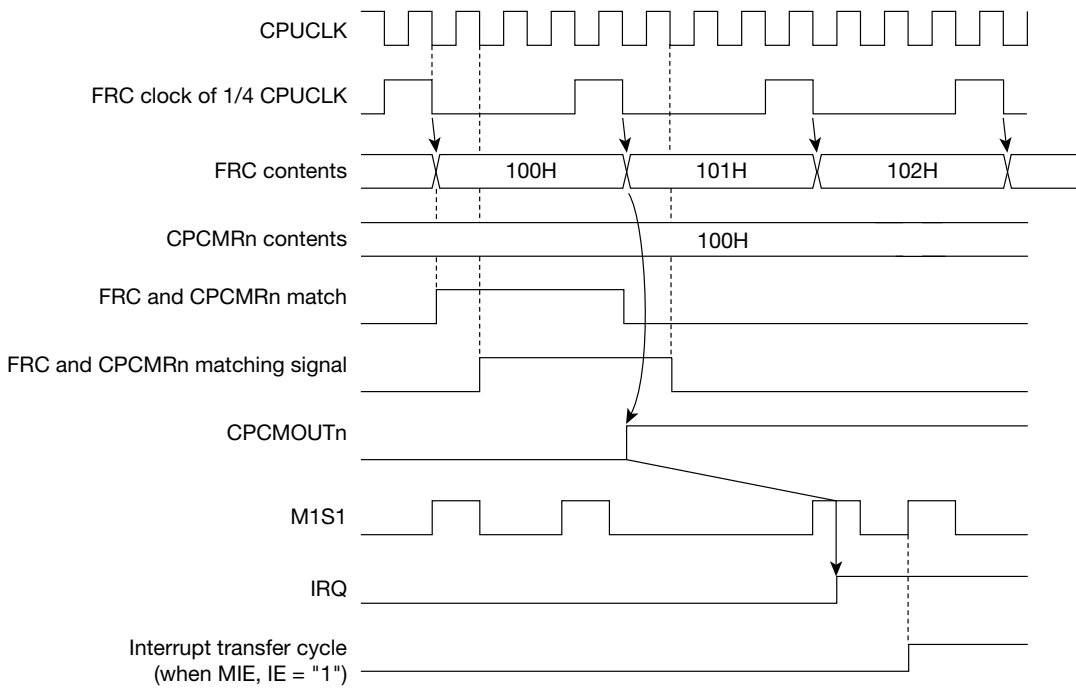 CPUCLK
FRC clock of 1/4 CPUCLK
FRC contents
100H
101H
102H
CPCMRn contents
100H
FRC and CPCMRn match
FRC and CPCMRn matching signal
CPCMOUTn
M1S1
IRQ
Interrupt transfer cycle
(when MIE, IE = "1")